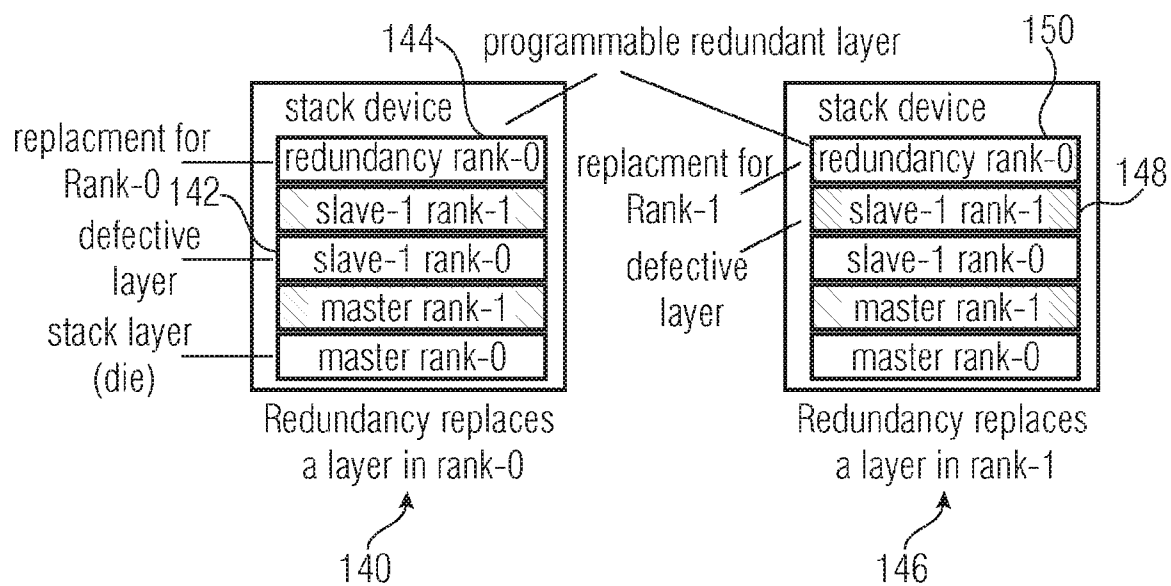 144
programmable redundant layer
150
stack device
replacment for
Rank-0
redundancy rank-0
142
slave-1 rank-1
defective
layer
slave-1 rank-0
master rank-1
stack layer
(die)
master rank-0
Redundancy replaces
a layer in rank-0
140
stack device
replacment for
Rank-1
redundancy rank-0
148
slave-1 rank-1
defective
layer
slave-1 rank-0
master rank-1
master rank-0
Redundancy replaces
a layer in rank-1
146